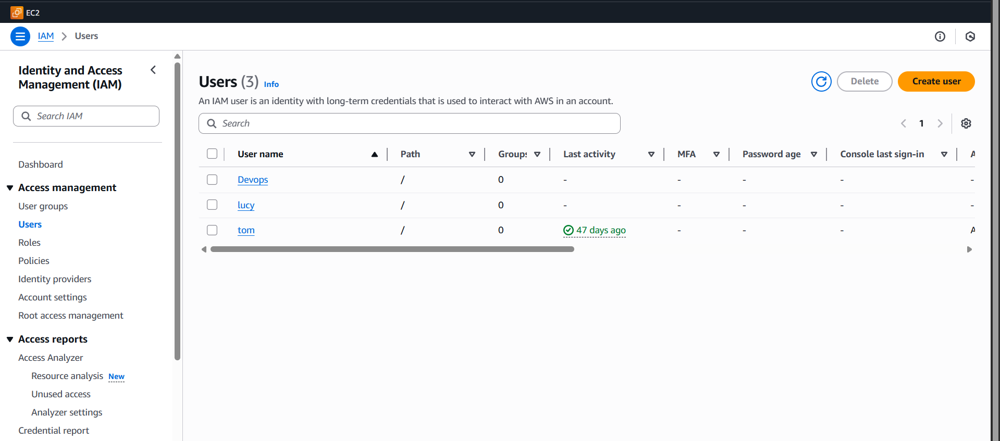 EC2
IAM > Users
Identity and Access
Management (IAM)
Search IAM
Dashboard
Access management
User groups
Users
Roles
Policies
Identity providers
Account settings
Root access management
Access reports
Access Analyzer
Resource analysis New
Unused access
Analyzer settings
Credential report
Users (3) Info
Delete
Create user
An IAM user is an identity with long-term credentials that is used to interact with AWS in an account.
Search
1
User name Path Groups Last activity MFA Password age Console last sign-in A
Devops / 0 - - - - -
lucy / 0 - - - - -
tom / 0 47 days ago - - - A